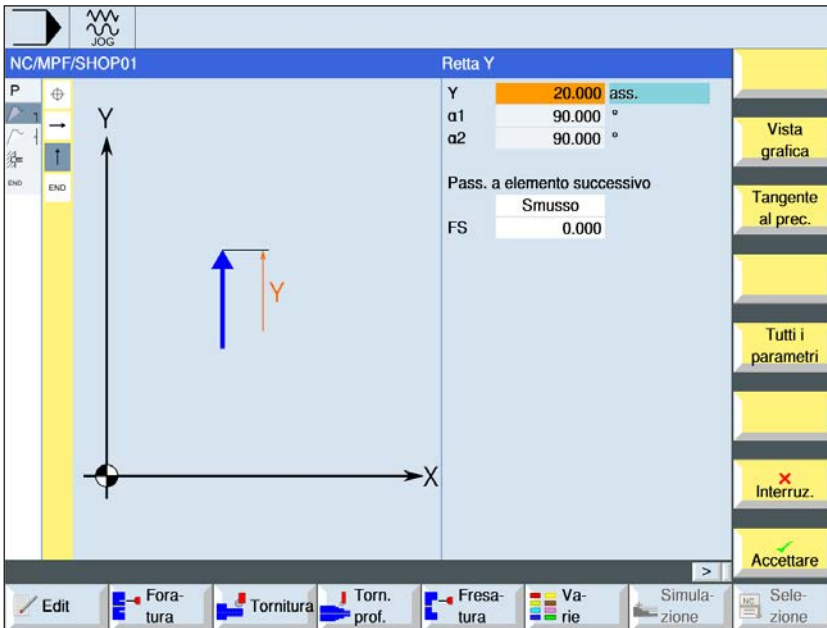 JOG
NC/MPF/SHOP01
Retta Y
P
1
END
END
Y
X
Y
Y 20.000 ass.
α1 90.000 °
α2 90.000 °
Pass. a elemento successivo
Smusso
FS 0.000
Vista
grafica
Tangente
al prec.
Tutti i
parametri
Interruz.
Accettare
>
Edit
Fora-
tura
Tornitura
Torn.
prof.
Fresa-
tura
Va-
rie
Simula-
zione
NC
Sele-
zione